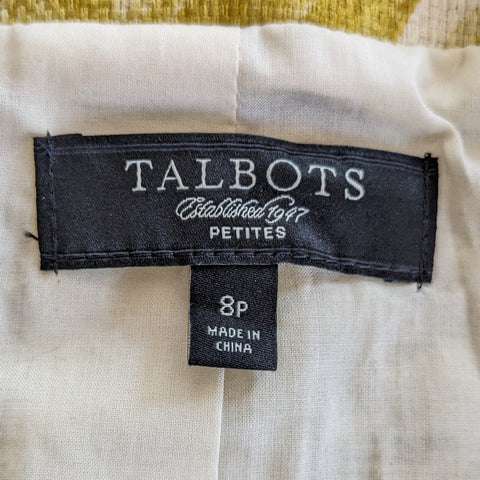 TALBOTS
Established 1947
PETITES
8P
MADE IN
CHINA